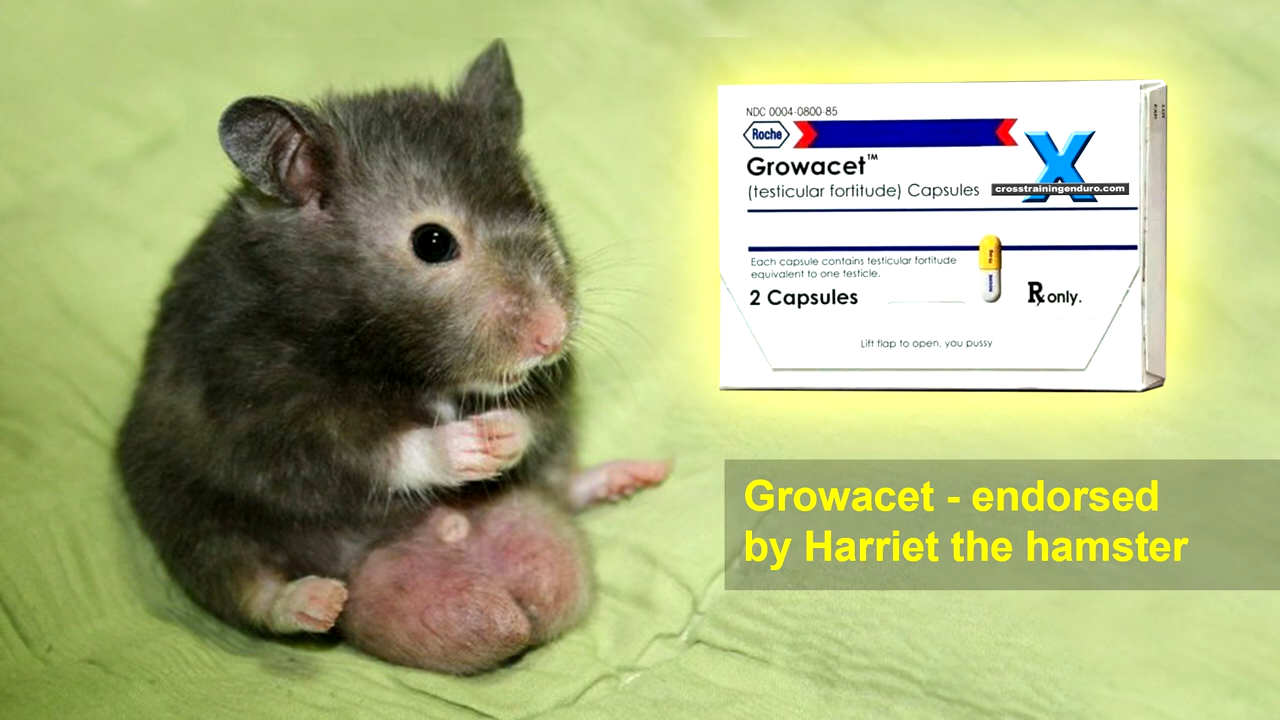 NDC 0004-0800-85
Roche
Growacet™
(testicular fortitude) Capsules
crosstrainingenduro.com
Each capsule contains testicular fortitude
equivalent to one testicle.
2 Capsules
Rx only.
Lift flap to open, you pussy
Growacet - endorsed
by Harriet the hamster